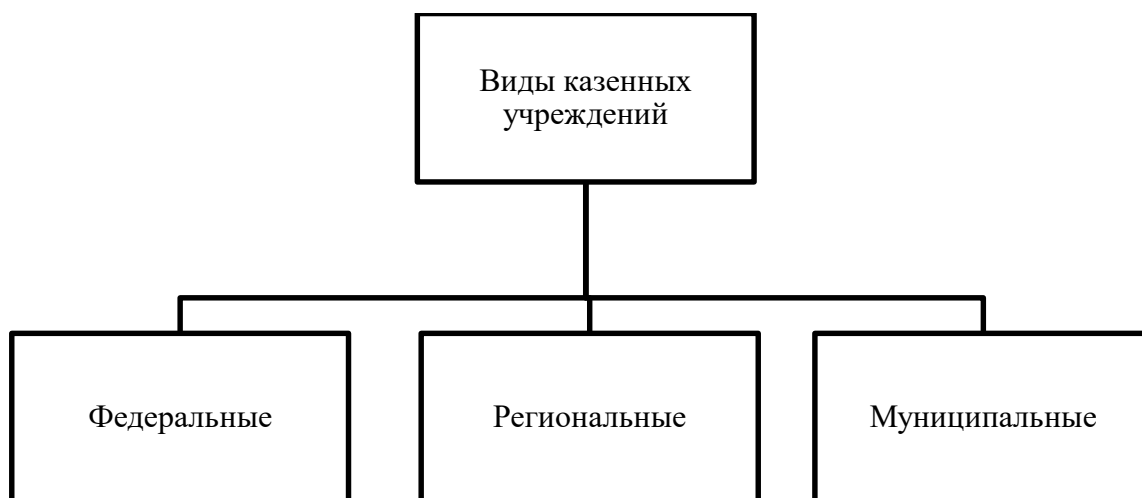 Виды казенных
учреждений
Федеральные
Региональные
Муниципальные